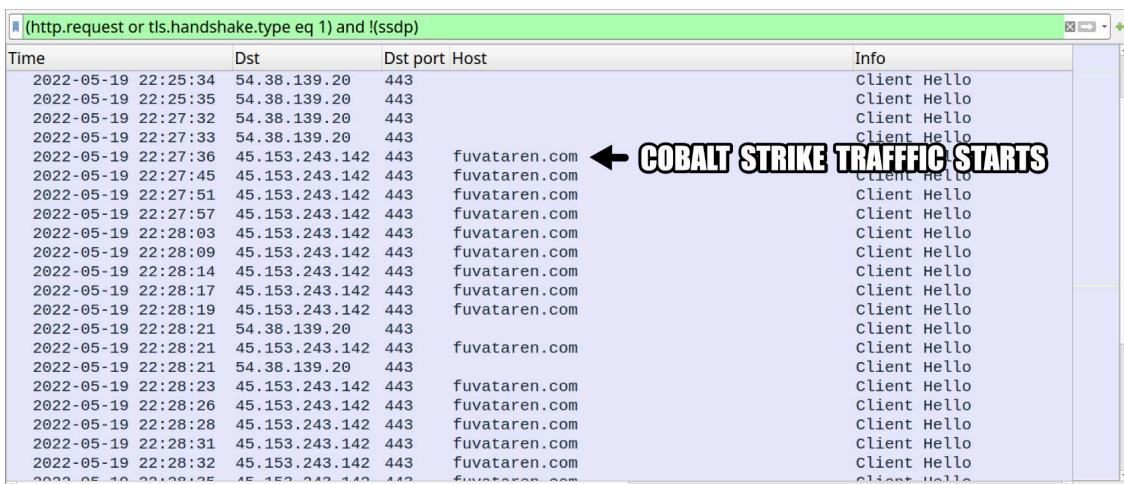 (http.request or tls.handshake.type eq 1) and !(ssdp)
Time Dst Dst port Host Info
2022-05-19 22:25:34 54.38.139.20 443 Client Hello
2022-05-19 22:25:35 54.38.139.20 443 Client Hello
2022-05-19 22:27:32 54.38.139.20 443 Client Hello
2022-05-19 22:27:33 54.38.139.20 443 Client Hello
2022-05-19 22:27:36 45.153.243.142 443 fuvataren.com COBALT STRIKE TRAFFFIC STARTS
2022-05-19 22:27:45 45.153.243.142 443 fuvataren.com Client Hello
2022-05-19 22:27:51 45.153.243.142 443 fuvataren.com Client Hello
2022-05-19 22:27:57 45.153.243.142 443 fuvataren.com Client Hello
2022-05-19 22:28:03 45.153.243.142 443 fuvataren.com Client Hello
2022-05-19 22:28:09 45.153.243.142 443 fuvataren.com Client Hello
2022-05-19 22:28:14 45.153.243.142 443 fuvataren.com Client Hello
2022-05-19 22:28:17 45.153.243.142 443 fuvataren.com Client Hello
2022-05-19 22:28:19 45.153.243.142 443 fuvataren.com Client Hello
2022-05-19 22:28:21 54.38.139.20 443 Client Hello
2022-05-19 22:28:21 45.153.243.142 443 fuvataren.com Client Hello
2022-05-19 22:28:21 54.38.139.20 443 Client Hello
2022-05-19 22:28:23 45.153.243.142 443 fuvataren.com Client Hello
2022-05-19 22:28:26 45.153.243.142 443 fuvataren.com Client Hello
2022-05-19 22:28:28 45.153.243.142 443 fuvataren.com Client Hello
2022-05-19 22:28:31 45.153.243.142 443 fuvataren.com Client Hello
2022-05-19 22:28:32 45.153.243.142 443 fuvataren.com Client Hello